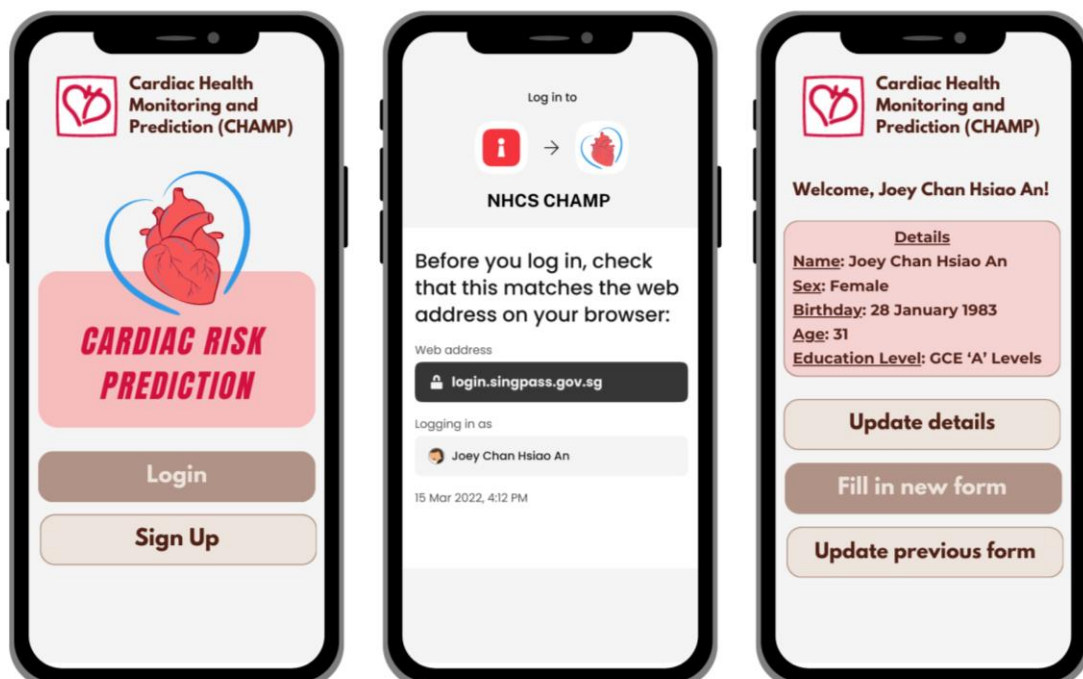 Cardiac Health
Monitoring and
Prediction (CHAMP)
CARDIAC RISK
PREDICTION
Login
Sign Up
Log in to
NHCS CHAMP
Before you log in, check
that this matches the web
address on your browser:
Web address
login.singpass.gov.sg
Logging in as
Joey Chan Hsiao An
15 Mar 2022, 4:12 PM
Cardiac Health
Monitoring and
Prediction (CHAMP)
Welcome, Joey Chan Hsiao An!
Details
Name: Joey Chan Hsiao An
Sex: Female
Birthday: 28 January 1983
Age: 31
Education Level: GCE ‘A’ Levels
Update details
Fill in new form
Update previous form